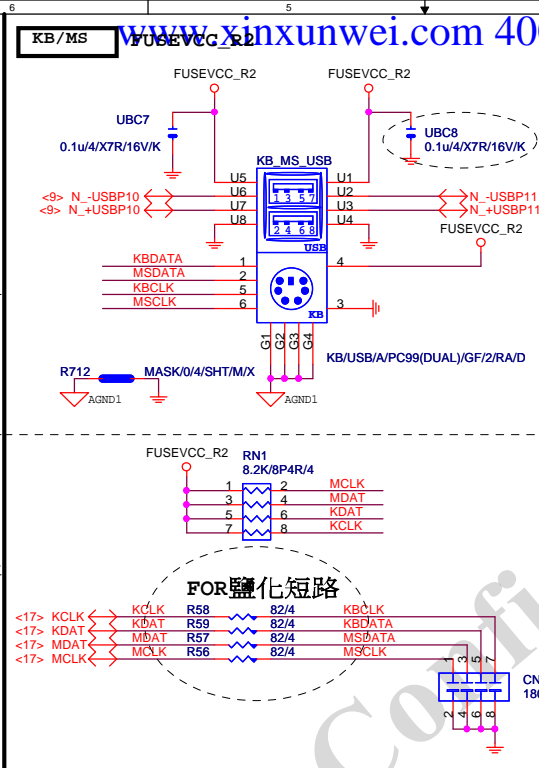 6 5
KB/MS FUSEVCC_R2
www.xinxunwei.com 40
FUSEVCC_R2 FUSEVCC_R2
UBC7
0.1u/4/X7R/16V/K
UBC8
0.1u/4/X7R/16V/K
KB_MS_USB
U5 U1
<9> N_-USBP10 U6 U2 N_-USBP11
<9> N_+USBP10 U7 U3 N_+USBP11
U8 U4
1 3 5 7
2 4 6 8
USB
FUSEVCC_R2
KBDATA 1 4
MSDATA 2
KBCLK 5
MSCLK 6 3
KB
G1 G2 G3 G4
KB/USB/A/PC99(DUAL)/GF/2/RA/D
R712 MASK/0/4/SHT/M/X
AGND1 AGND1
FUSEVCC_R2
RN1
8.2K/8P4R/4
1 2 MCLK
3 4 MDAT
5 6 KDAT
7 8 KCLK
FOR鹽化短路
<17> KCLK KCLK R58 82/4 KBCLK
<17> KDAT KDAT R59 82/4 KBDATA
<17> MDAT MDAT R57 82/4 MSDATA
<17> MCLK MCLK R56 82/4 MSCLK
1 3 5 7
CN
180
2 4 6 8
Confi